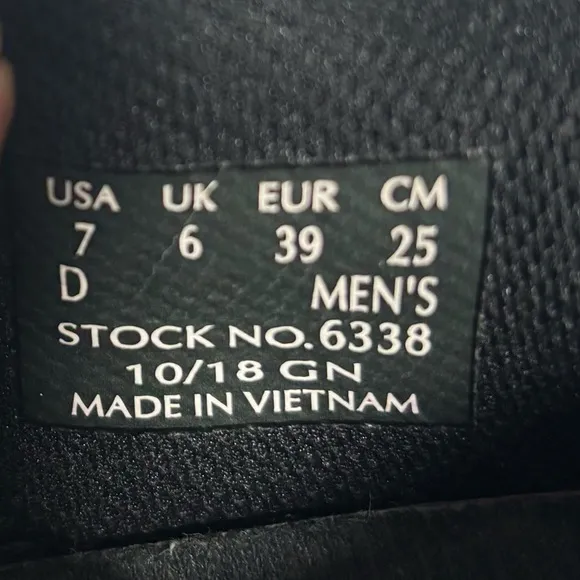 USA UK EUR CM
7 6 39 25
D MEN'S
STOCK NO. 6338
10/18 GN
MADE IN VIETNAM